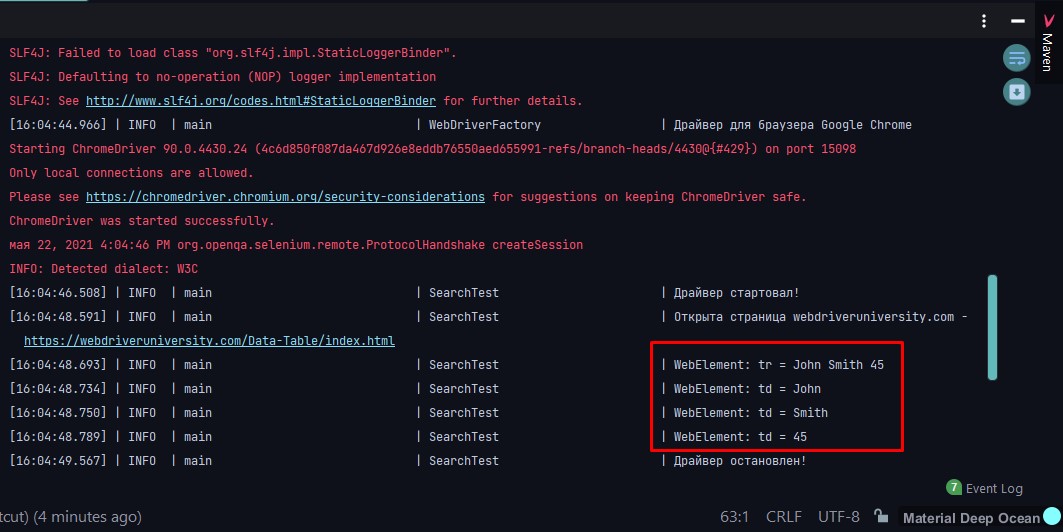 SLF4J: Failed to load class "org.slf4j.impl.StaticLoggerBinder".
SLF4J: Defaulting to no-operation (NOP) logger implementation
SLF4J: See http://www.slf4j.org/codes.html#StaticLoggerBinder for further details.
[16:04:44.966] | INFO | main | WebDriverFactory | Драйвер для браузера Google Chrome
Starting ChromeDriver 90.0.4430.24 (4c6d850f087da467d926e8eddb76550aed655991-refs/branch-heads/4430@{#429}) on port 15098
Only local connections are allowed.
Please see https://chromedriver.chromium.org/security-considerations for suggestions on keeping ChromeDriver safe.
ChromeDriver was started successfully.
мая 22, 2021 4:04:46 PM org.openqa.selenium.remote.ProtocolHandshake createSession
INFO: Detected dialect: W3C
[16:04:46.508] | INFO | main | SearchTest | Драйвер стартовал!
[16:04:48.591] | INFO | main | SearchTest | Открыта страница webdriveruniversity.com -
https://webdriveruniversity.com/Data-Table/index.html
[16:04:48.693] | INFO | main | SearchTest | WebElement: tr = John Smith 45
[16:04:48.734] | INFO | main | SearchTest | WebElement: td = John
[16:04:48.750] | INFO | main | SearchTest | WebElement: td = Smith
[16:04:48.789] | INFO | main | SearchTest | WebElement: td = 45
[16:04:49.567] | INFO | main | SearchTest | Драйвер остановлен!
Maven
7 Event Log
tcut) (4 minutes ago)
63:1 CRLF UTF-8 Material Deep Ocean